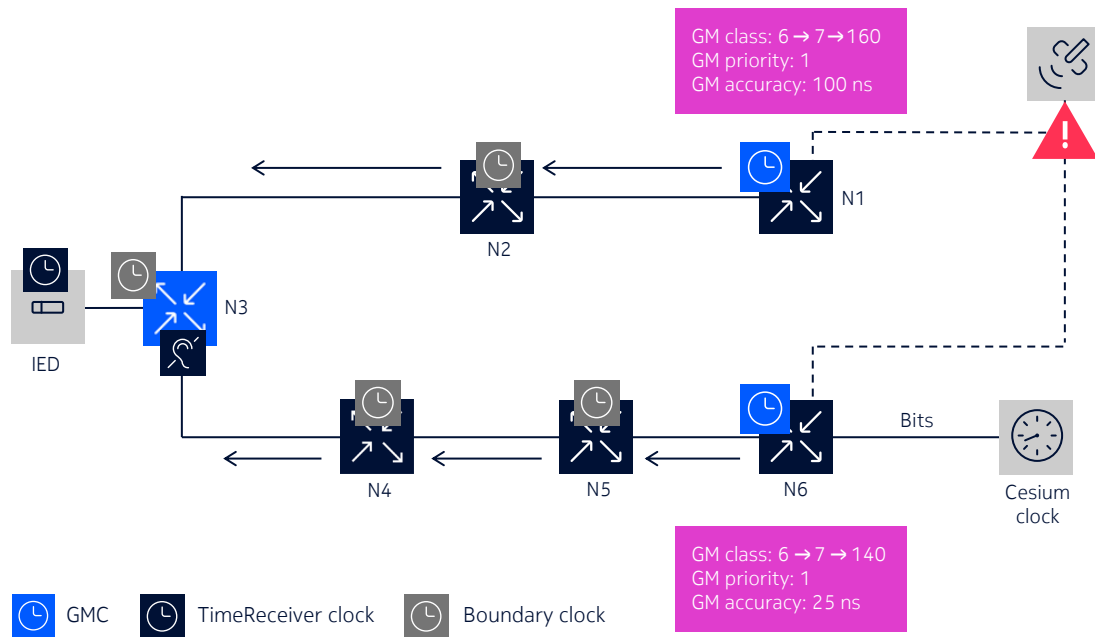 GM class: 6 → 7 → 160
GM priority: 1
GM accuracy: 100 ns
N1
N2
N3
IED
Bits
N4
N5
N6
Cesium
clock
GM class: 6 → 7 → 140
GM priority: 1
GM accuracy: 25 ns
GMC
TimeReceiver clock
Boundary clock